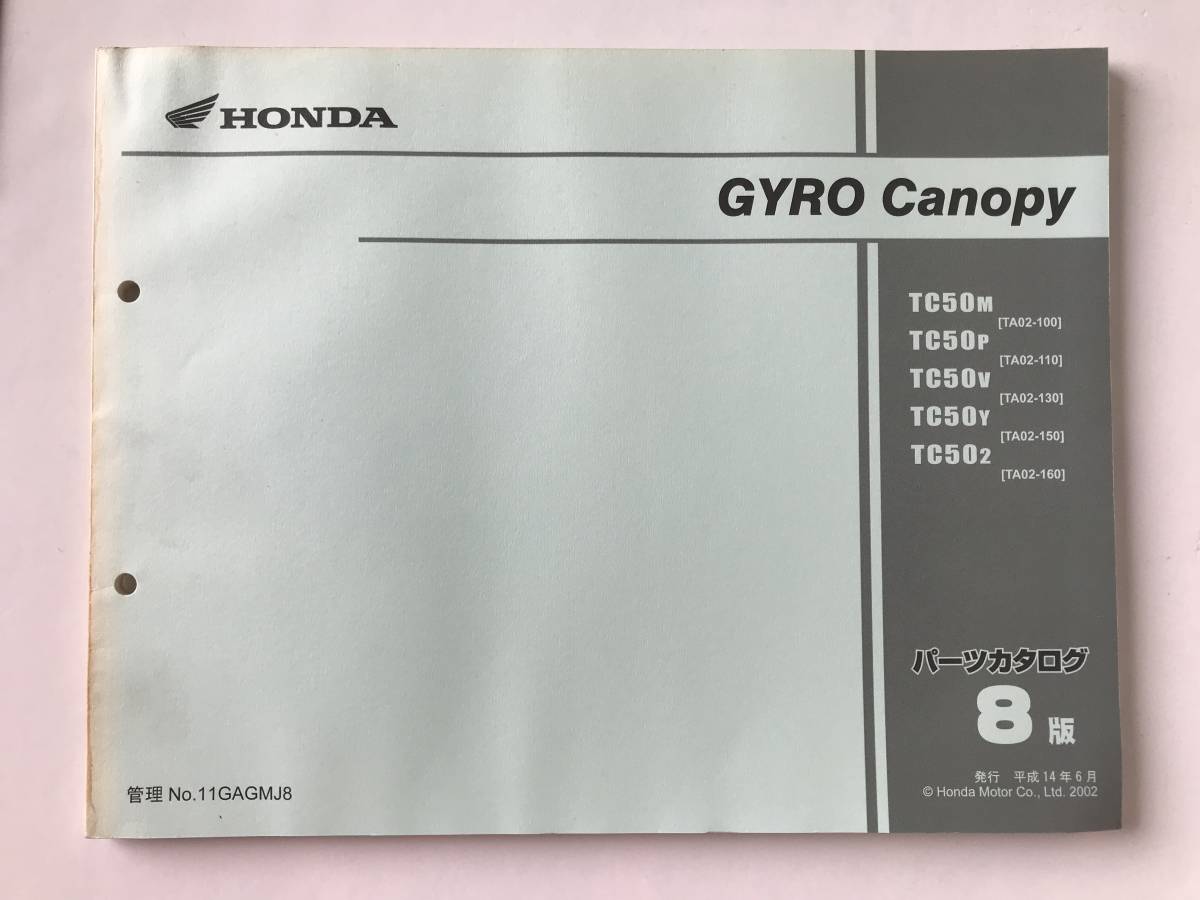 HONDA
GYRO Canopy
TC50M
[TA02-100]
TC50P
[TA02-110]
TC50V
[TA02-130]
TC50Y
[TA02-150]
TC502
[TA02-160]
パーツカタログ
8版
発行 平成14年6月
© Honda Motor Co., Ltd. 2002
管理 No.11GAGMJ8